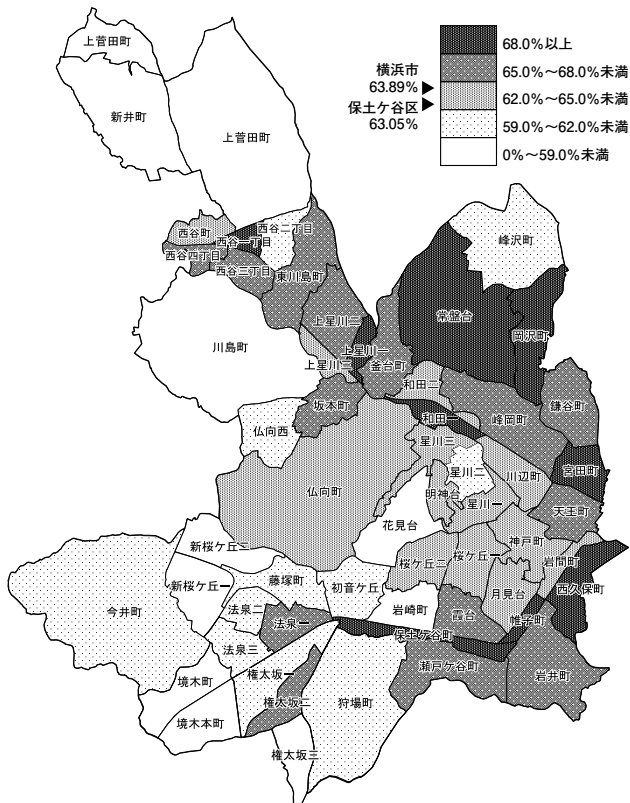 横浜市
63.89%
保土ケ谷区
63.05%
68.0%以上
65.0%～68.0%未満
62.0%～65.0%未満
59.0%～62.0%未満
0%～59.0%未満
上菅田町
新井町
上菅田町
西谷町
西谷一丁目
西谷二丁目
西谷四丁目
西谷三丁目
東川島町
峰沢町
常盤台
岡沢町
上星川二
上星川一
上星川三
釜台町
川島町
和田二
坂本町
和田一
峰岡町
鎌谷町
仏向西
星川三
星川二
川辺町
宮田町
仏向町
明神台
星川一
天王町
花見台
神戸町
新桜ケ丘二
桜ケ丘二
桜ケ丘一
岩間町
新桜ケ丘一
藤塚町
初音ケ丘
月見台
西久保町
今井町
法泉二
法泉一
岩崎町
霞台
帷子町
保土ケ谷町
法泉三
境木町
権太坂一
瀬戸ケ谷町
岩井町
権太坂二
狩場町
境木本町
権太坂三